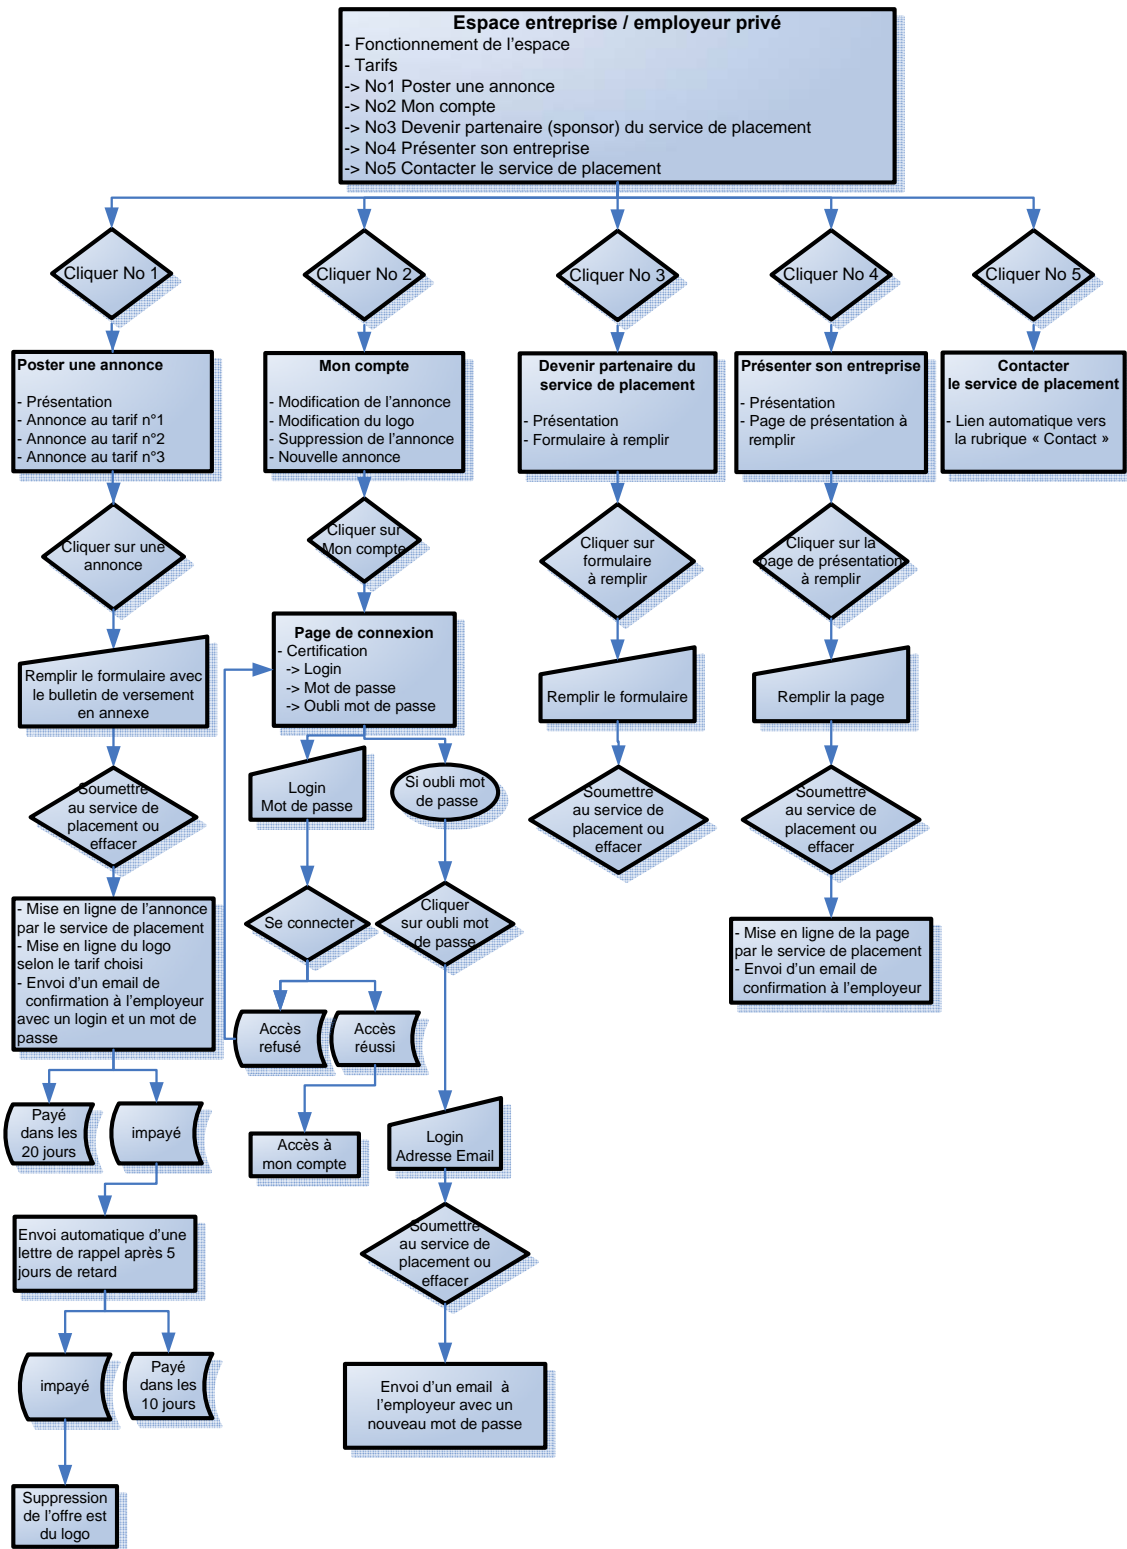 Espace entreprise / employeur privé
- Fonctionnement de l'espace
- Tarifs
-> No1 Poster une annonce
-> No2 Mon compte
-> No3 Devenir partenaire (sponsor) du service de placement
-> No4 Présenter son entreprise
-> No5 Contacter le service de placement
Cliquer No 1
Cliquer No 2
Cliquer No 3
Cliquer No 4
Cliquer No 5
Poster une annonce
- Présentation
- Annonce au tarif n°1
- Annonce au tarif n°2
- Annonce au tarif n°3
Mon compte
- Modification de l'annonce
- Modification du logo
- Suppression de l'annonce
- Nouvelle annonce
Devenir partenaire du
service de placement
- Présentation
- Formulaire à remplir
Présenter son entreprise
- Présentation
- Page de présentation à
remplir
Contacter
le service de placement
- Lien automatique vers
la rubrique « Contact »
Cliquer sur une
annonce
Cliquer sur
Mon compte
Cliquer sur
formulaire
à remplir
Cliquer sur la
page de présentation
à remplir
Remplir le formulaire avec
le bulletin de versement
en annexe
Page de connexion
- Certification
-> Login
-> Mot de passe
-> Oubli mot de passe
Remplir le formulaire
Remplir la page
Soumettre
au service de
placement ou
effacer
Login
Mot de passe
Si oubli mot
de passe
Soumettre
au service de
placement ou
effacer
Soumettre
au service de
placement ou
effacer
- Mise en ligne de l'annonce
par le service de placement
- Mise en ligne du logo
selon le tarif choisi
- Envoi d'un email de
confirmation à l'employeur
avec un login et un mot de
passe
Se connecter
Cliquer
sur oubli mot
de passe
- Mise en ligne de la page
par le service de placement
- Envoi d'un email de
confirmation à l'employeur
Accès
refusé
Accès
réussi
Payé
dans les
20 jours
impayé
Accès à
mon compte
Login
Adresse Email
Envoi automatique d'une
lettre de rappel après 5
jours de retard
Soumettre
au service de
placement ou
effacer
impayé
Payé
dans les
10 jours
Envoi d'un email à
l'employeur avec un
nouveau mot de passe
Suppression
de l'offre est
du logo